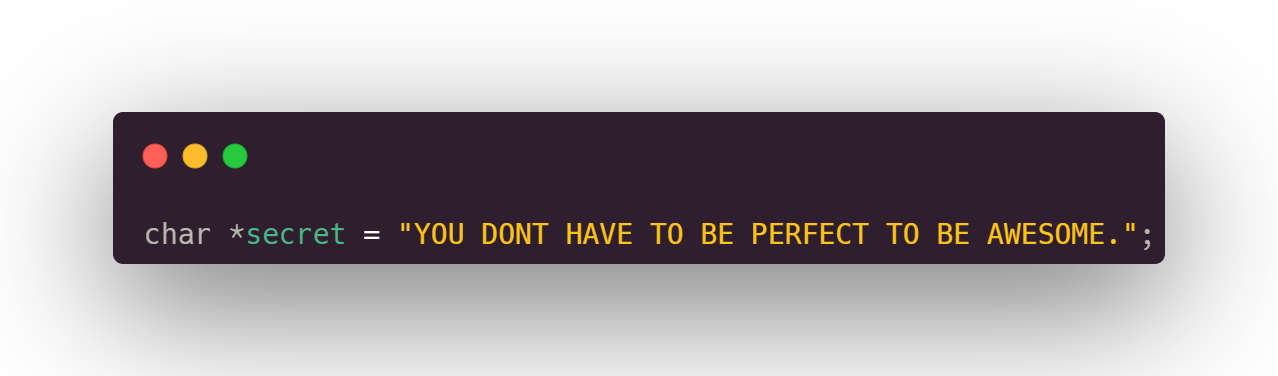 char *secret = "YOU DONT HAVE TO BE PERFECT TO BE AWESOME.";